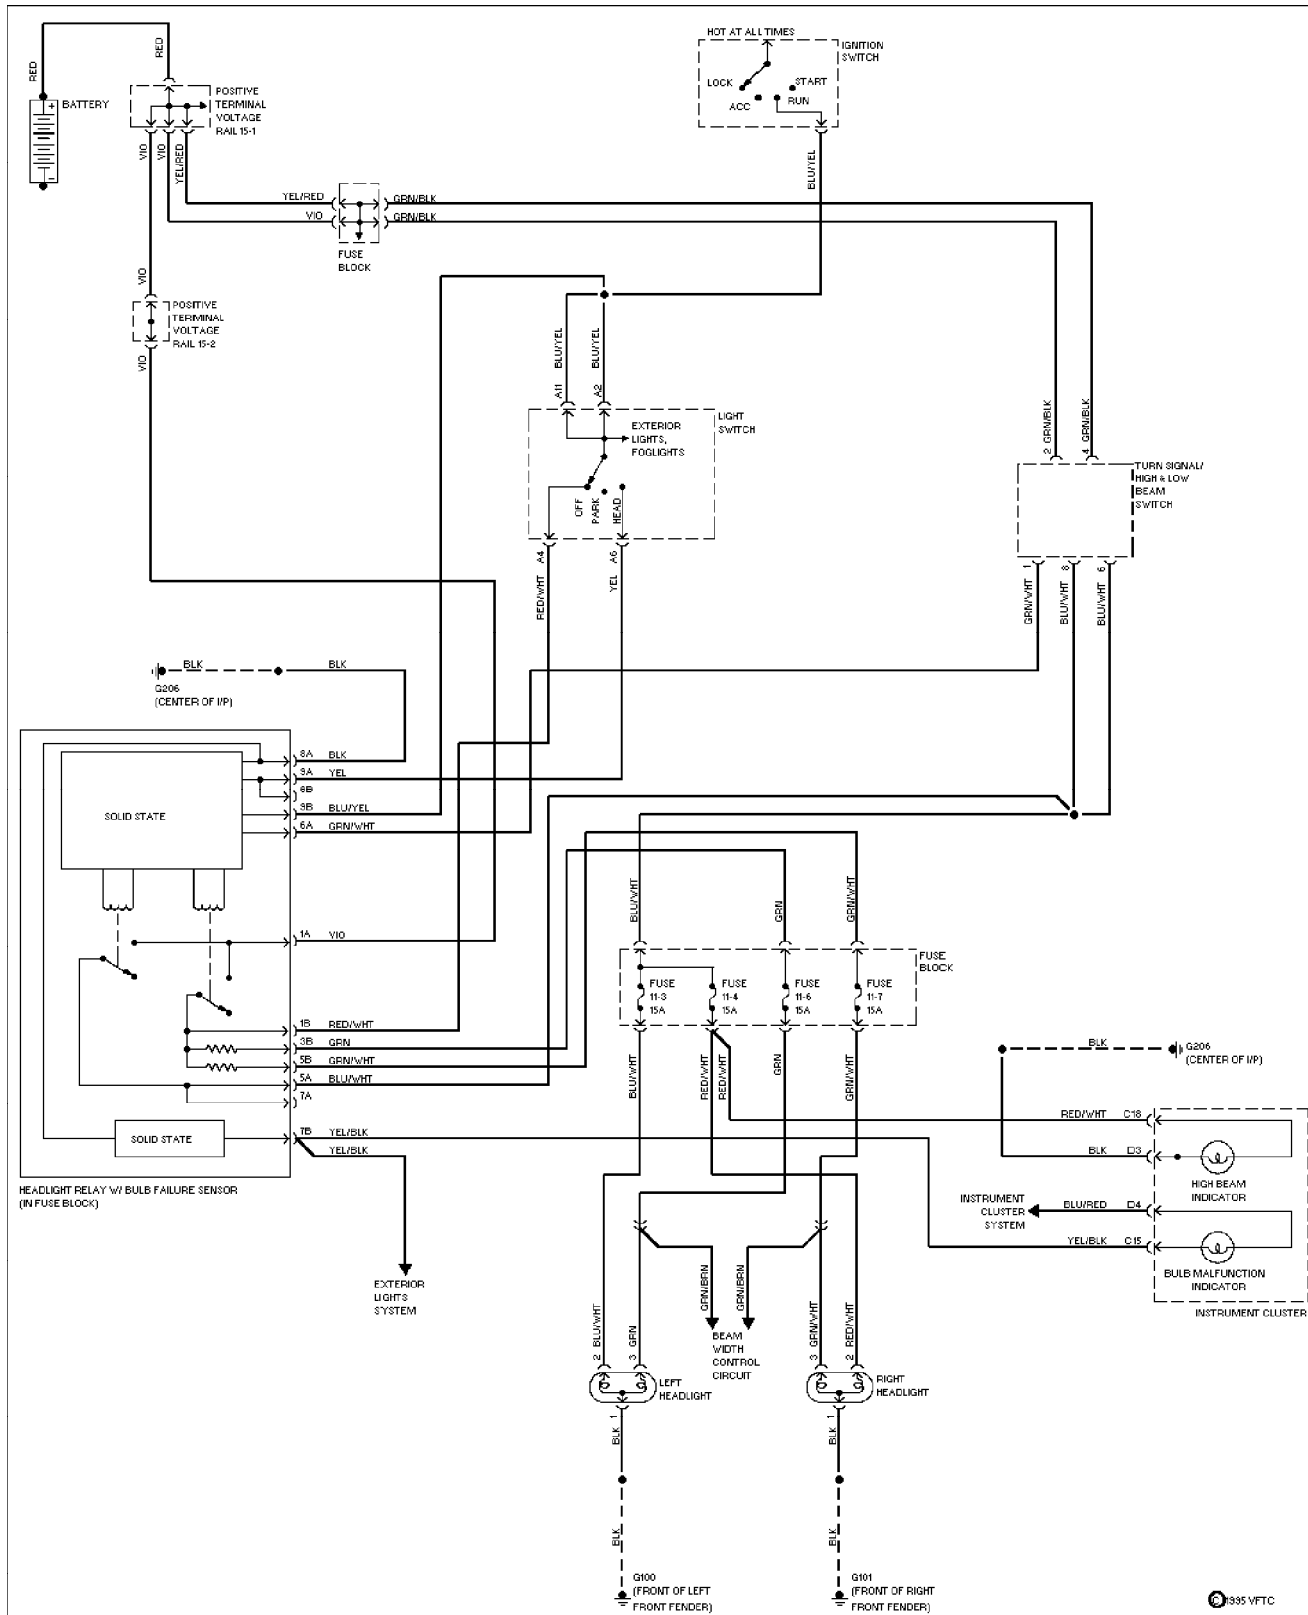 HOT AT ALL TIMES
IGNITION
SWITCH
LOCK
START
ACC
RUN
RED
RED
BATTERY
POSITIVE
TERMINAL
VOLTAGE
RAIL 15-1
VIO
VIO
YEL/RED
BLU/YEL
YEL/RED
GRN/BLK
VIO
GRN/BLK
FUSE
BLOCK
VIO
POSITIVE
TERMINAL
VOLTAGE
RAIL 15-2
VIO
BLU/YEL
BLU/YEL
A11
A2
LIGHT
SWITCH
EXTERIOR
LIGHTS,
FOGLIGHTS
OFF
PARK
HEAD
A4
A6
RED/WHT
YEL
2 GRN/BLK
4 GRN/BLK
TURN SIGNAL/
HIGH & LOW
BEAM
SWITCH
1
8
6
GRN/WHT
BLU/WHT
BLU/WHT
BLK
BLK
G206
(CENTER OF I/P)
8A BLK
9A YEL
6B
9B BLU/YEL
6A GRN/WHT
SOLID STATE
1A VIO
1B RED/WHT
3B GRN
5B GRN/WHT
5A BLU/WHT
7A
SOLID STATE
7B YEL/BLK
YEL/BLK
HEADLIGHT RELAY W/ BULB FAILURE SENSOR
(IN FUSE BLOCK)
EXTERIOR
LIGHTS
SYSTEM
BLU/WHT
GRN
GRN/WHT
FUSE
BLOCK
FUSE
11-3
15A
FUSE
11-4
15A
FUSE
11-6
15A
FUSE
11-7
15A
BLU/WHT
RED/WHT
RED/WHT
GRN
GRN/WHT
BLK
G206
(CENTER OF I/P)
RED/WHT C18
BLK D3
HIGH BEAM
INDICATOR
INSTRUMENT
CLUSTER
SYSTEM
BLU/RED D4
YEL/BLK C15
BULB MALFUNCTION
INDICATOR
INSTRUMENT CLUSTER
GRN/BRN
GRN/BRN
BEAM
WIDTH
CONTROL
CIRCUIT
2 BLU/WHT
3 GRN
3 GRN/WHT
2 RED/WHT
LEFT
HEADLIGHT
RIGHT
HEADLIGHT
BLK 1
BLK 1
BLK
BLK
G100
(FRONT OF LEFT
FRONT FENDER)
G101
(FRONT OF RIGHT
FRONT FENDER)
© 1995 VFTC